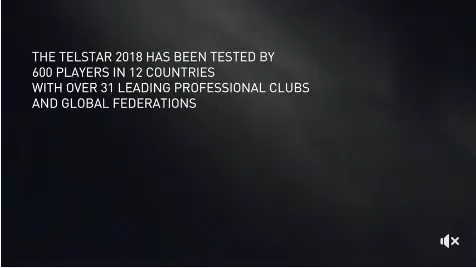 THE TELSTAR 2018 HAS BEEN TESTED BY
600 PLAYERS IN 12 COUNTRIES
WITH OVER 31 LEADING PROFESSIONAL CLUBS
AND GLOBAL FEDERATIONS